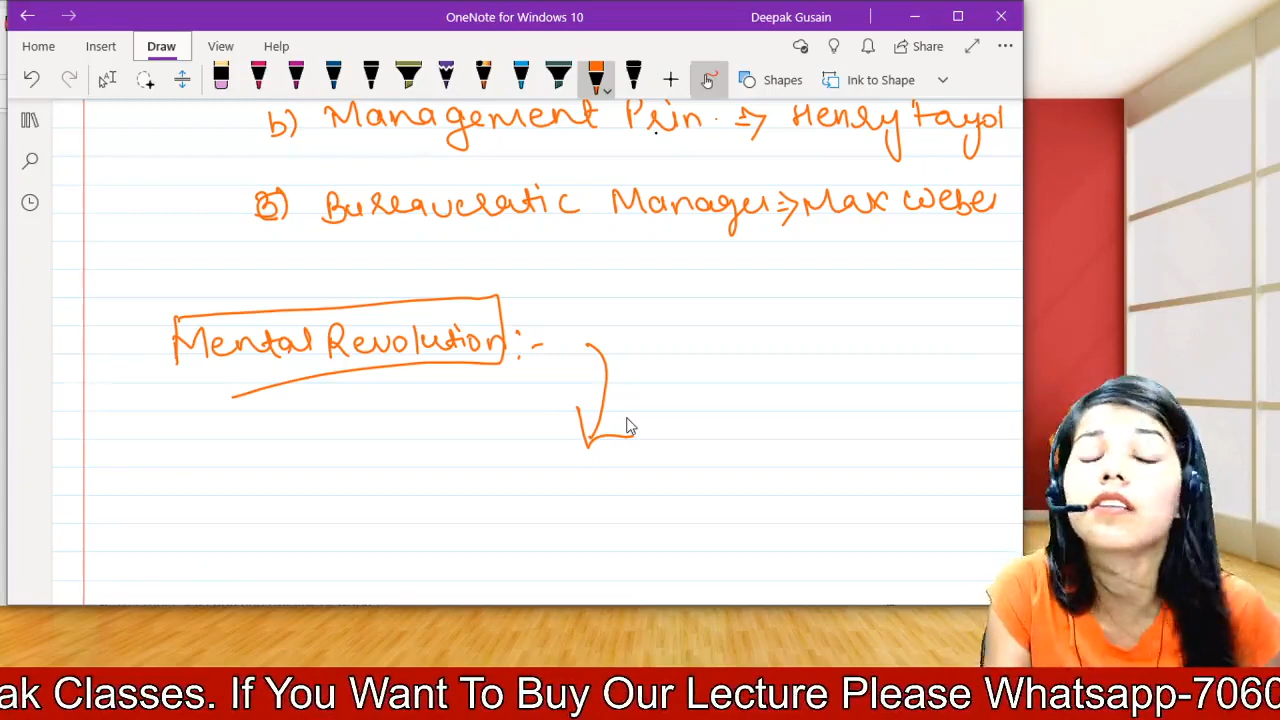 OneNote for Windows 10
Deepak Gusain
Home Insert Draw View Help
Share
Shapes
Ink to Shape
b) Management Prin. => Henry Fayol
3) Bureaucratic Manager => Max Weber
Mental Revolution :-
ak Classes. If You Want To Buy Our Lecture Please Whatsapp-7060